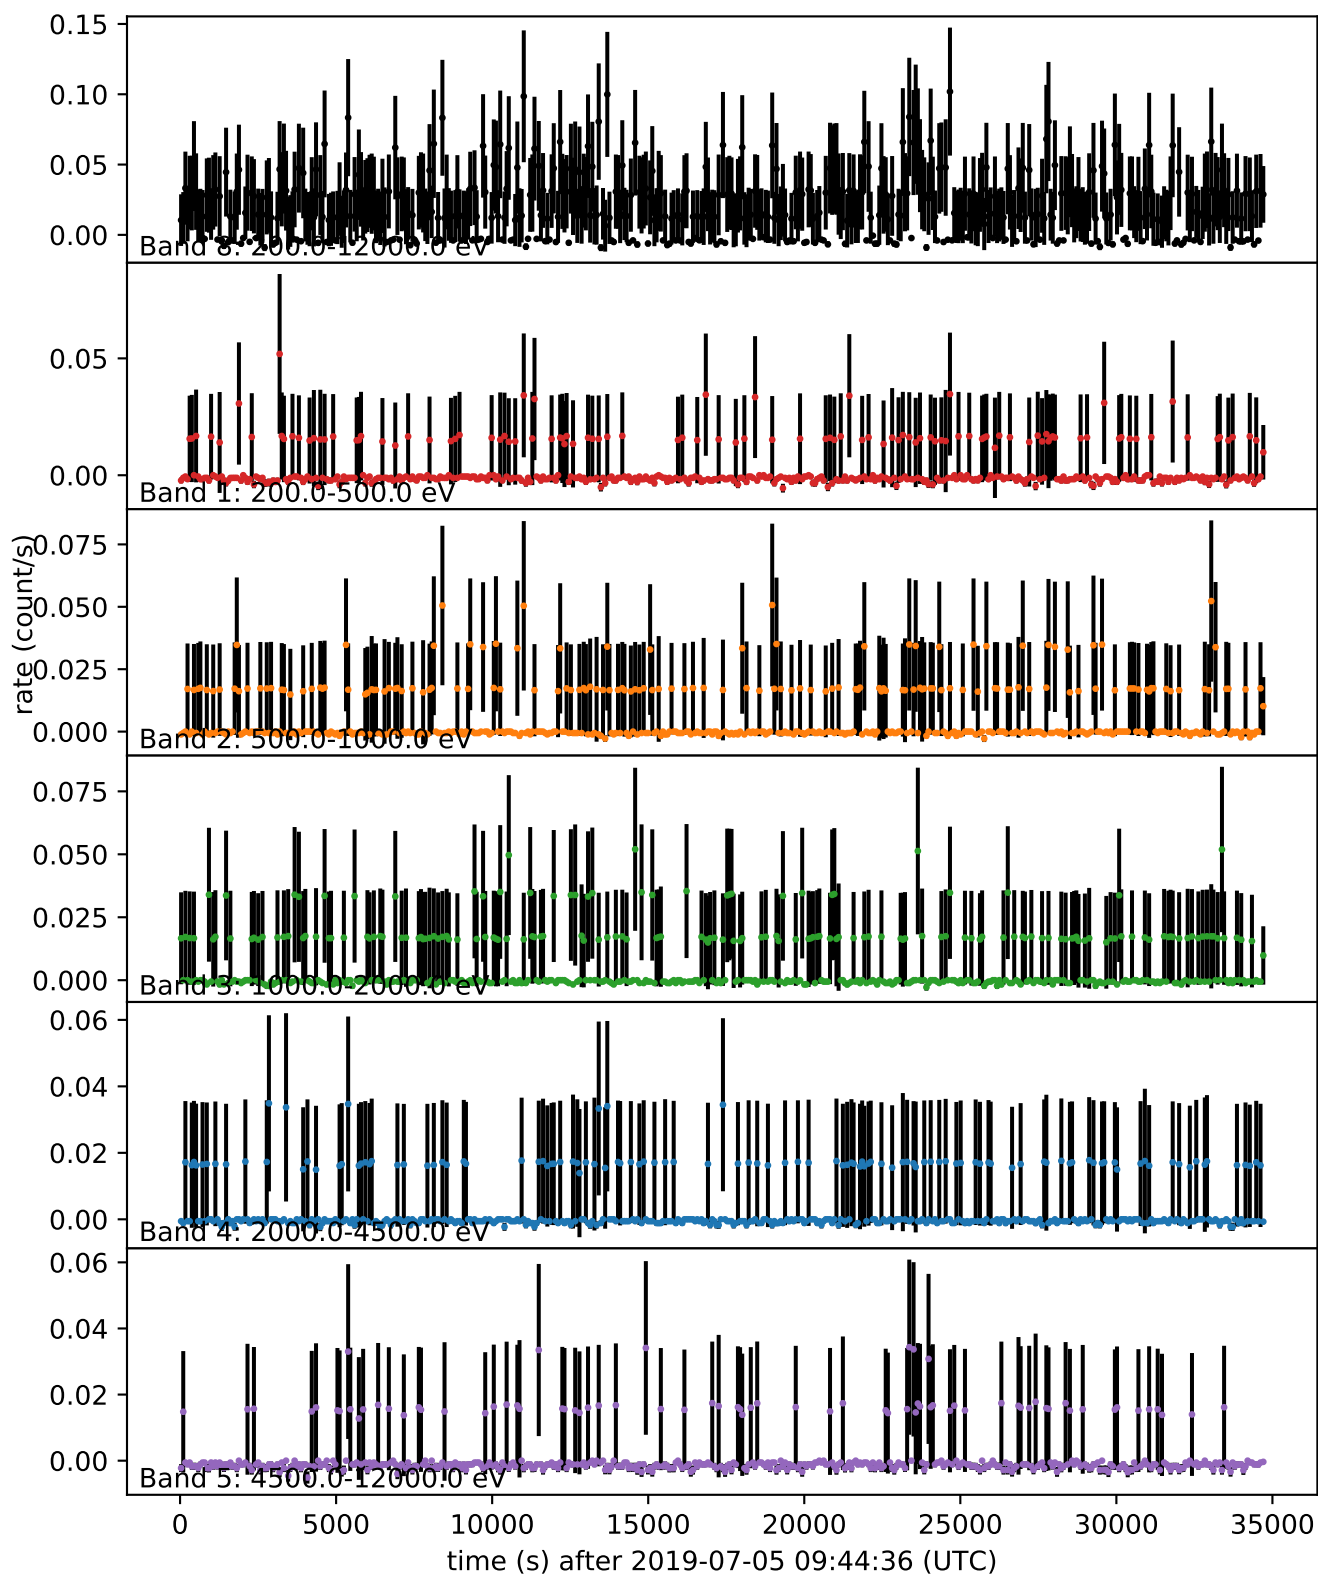 0.15
0.10
0.05
0.00
Band 8: 200.0-12000.0 eV
0.05
0.00
Band 1: 200.0-500.0 eV
rate (count/s)
0.075
0.050
0.025
0.000
Band 2: 500.0-1000.0 eV
0.075
0.050
0.025
0.000
Band 3: 1000.0-2000.0 eV
0.06
0.04
0.02
0.00
Band 4: 2000.0-4500.0 eV
0.06
0.04
0.02
0.00
Band 5: 4500.0-12000.0 eV
0 5000 10000 15000 20000 25000 30000 35000
time (s) after 2019-07-05 09:44:36 (UTC)